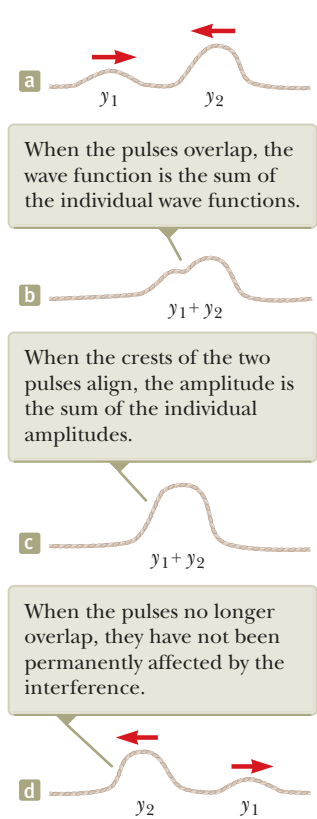 a
y1 y2
When the pulses overlap, the
wave function is the sum of
the individual wave functions.
b
y1 + y2
When the crests of the two
pulses align, the amplitude is
the sum of the individual
amplitudes.
c
y1 + y2
When the pulses no longer
overlap, they have not been
permanently affected by the
interference.
d
y2 y1